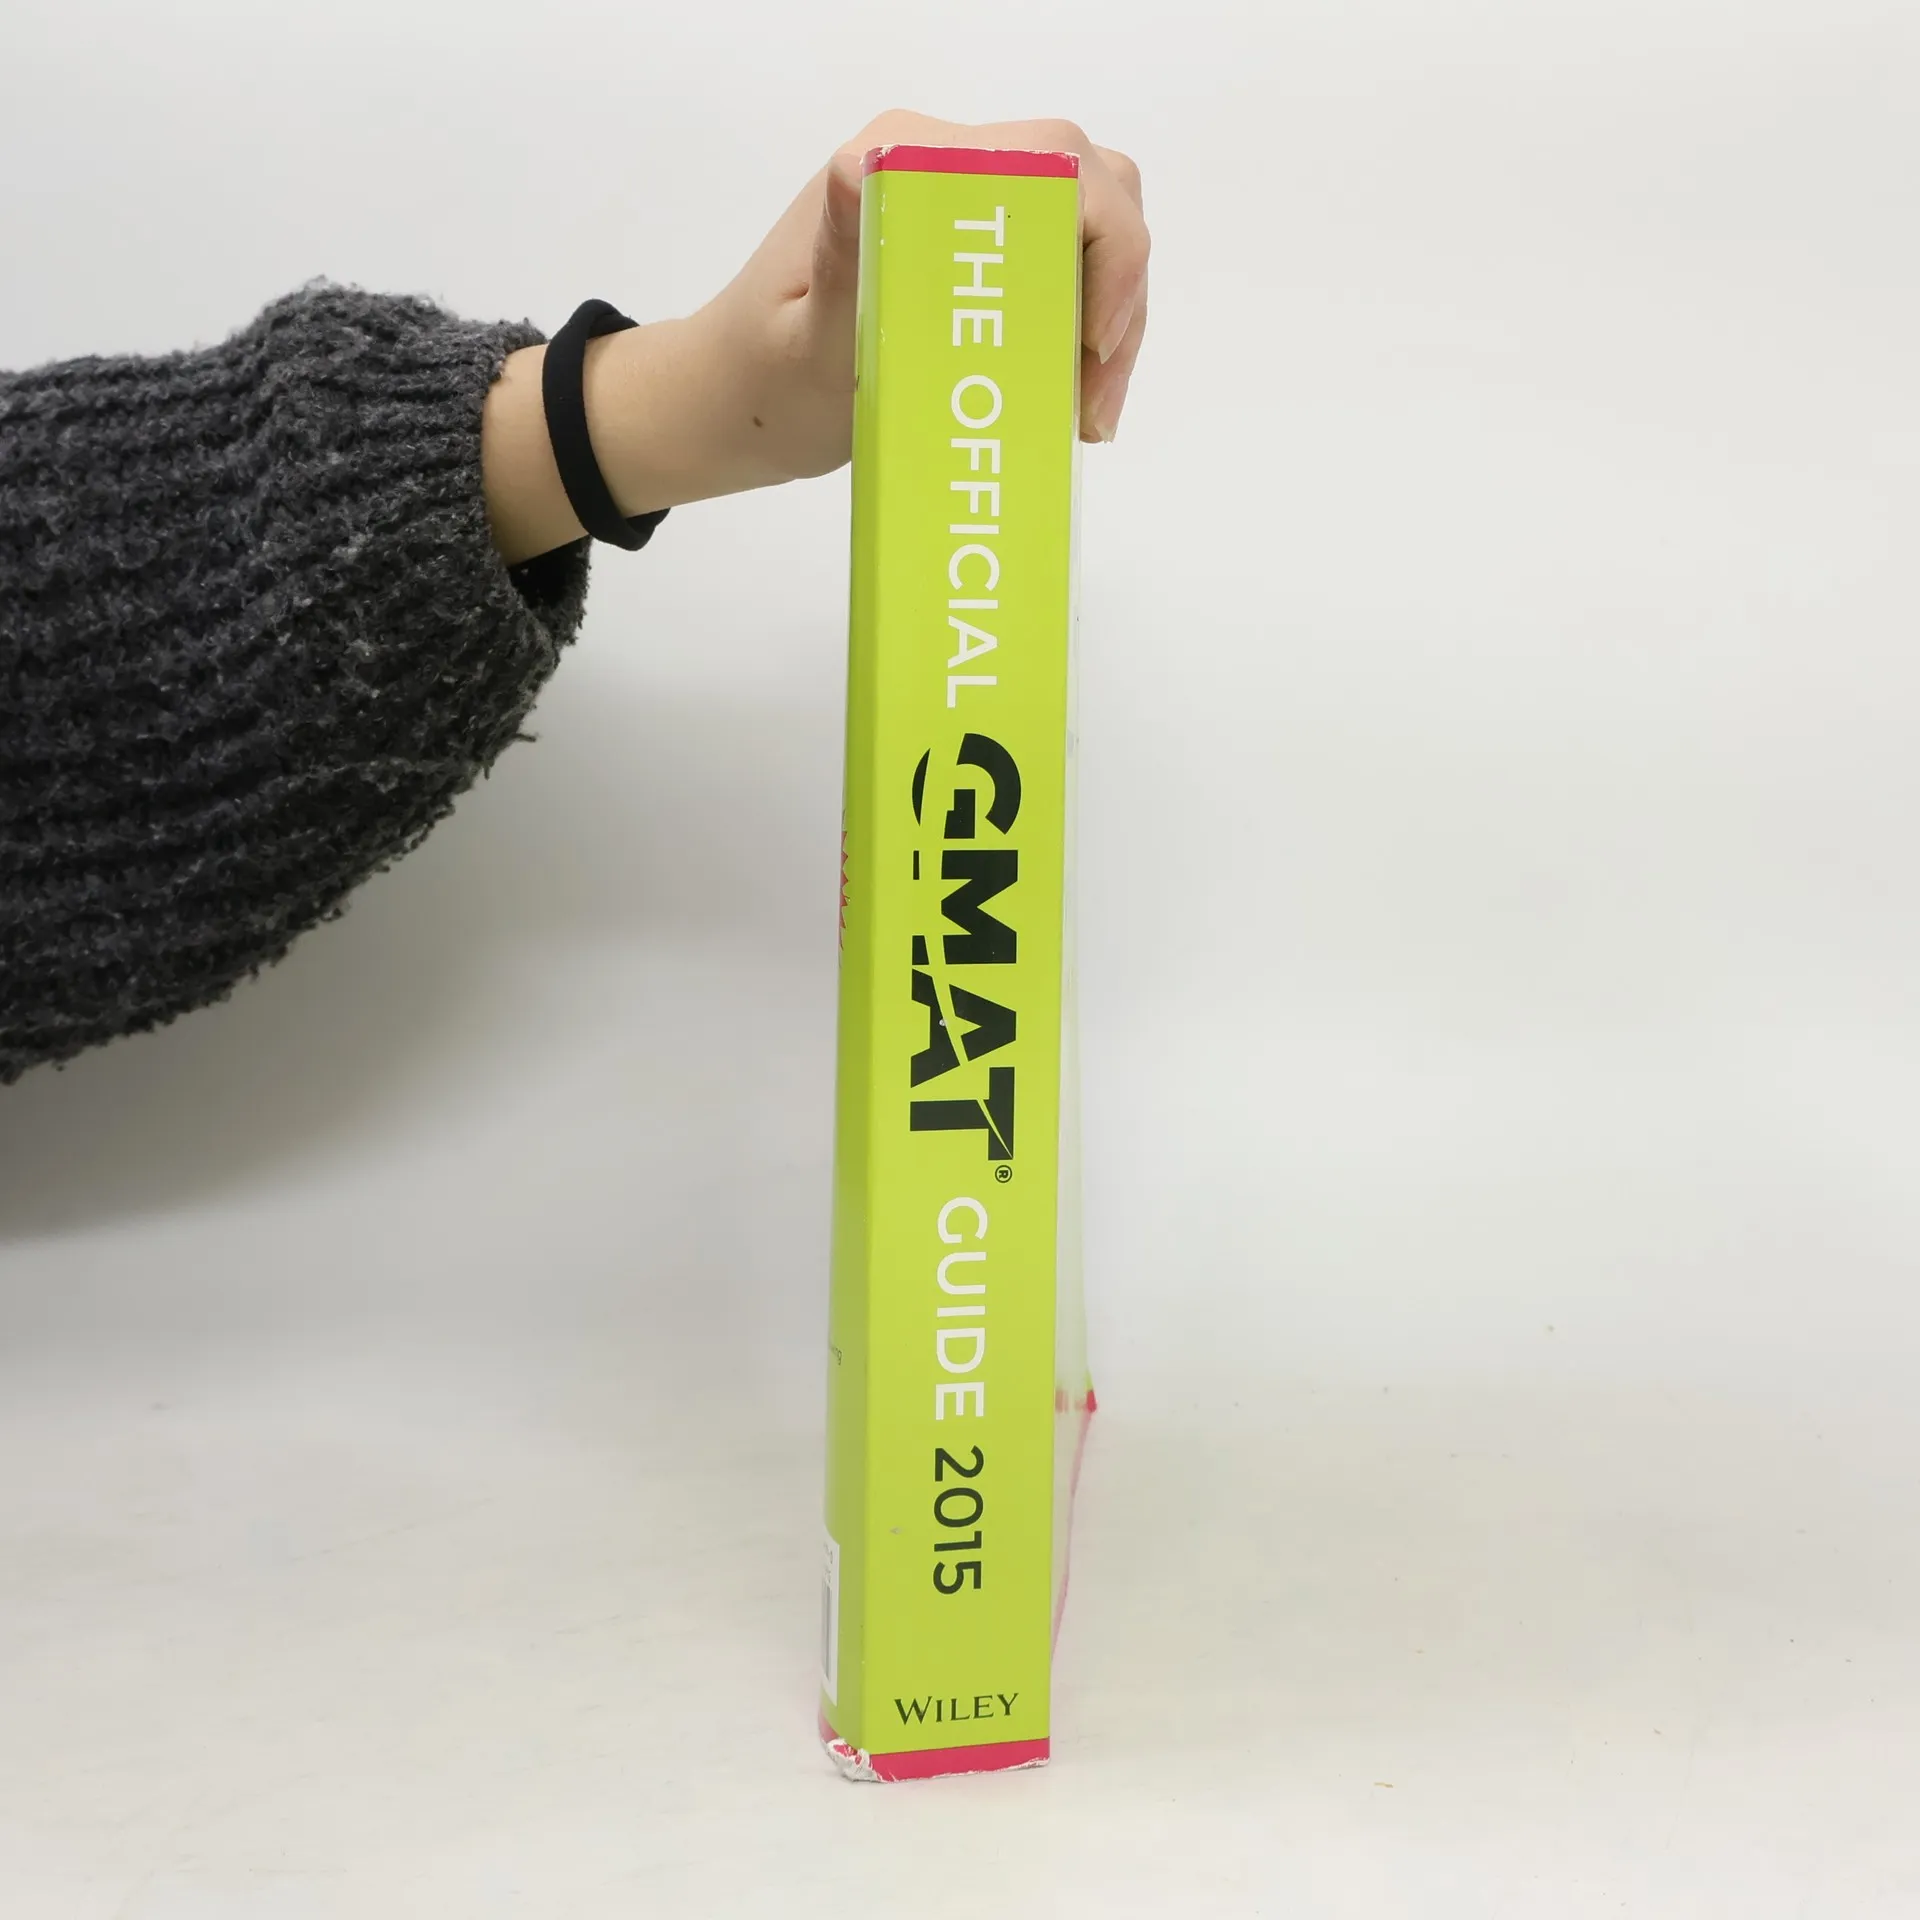 THE OFFICIAL GMAT® GUIDE 2015
WILEY